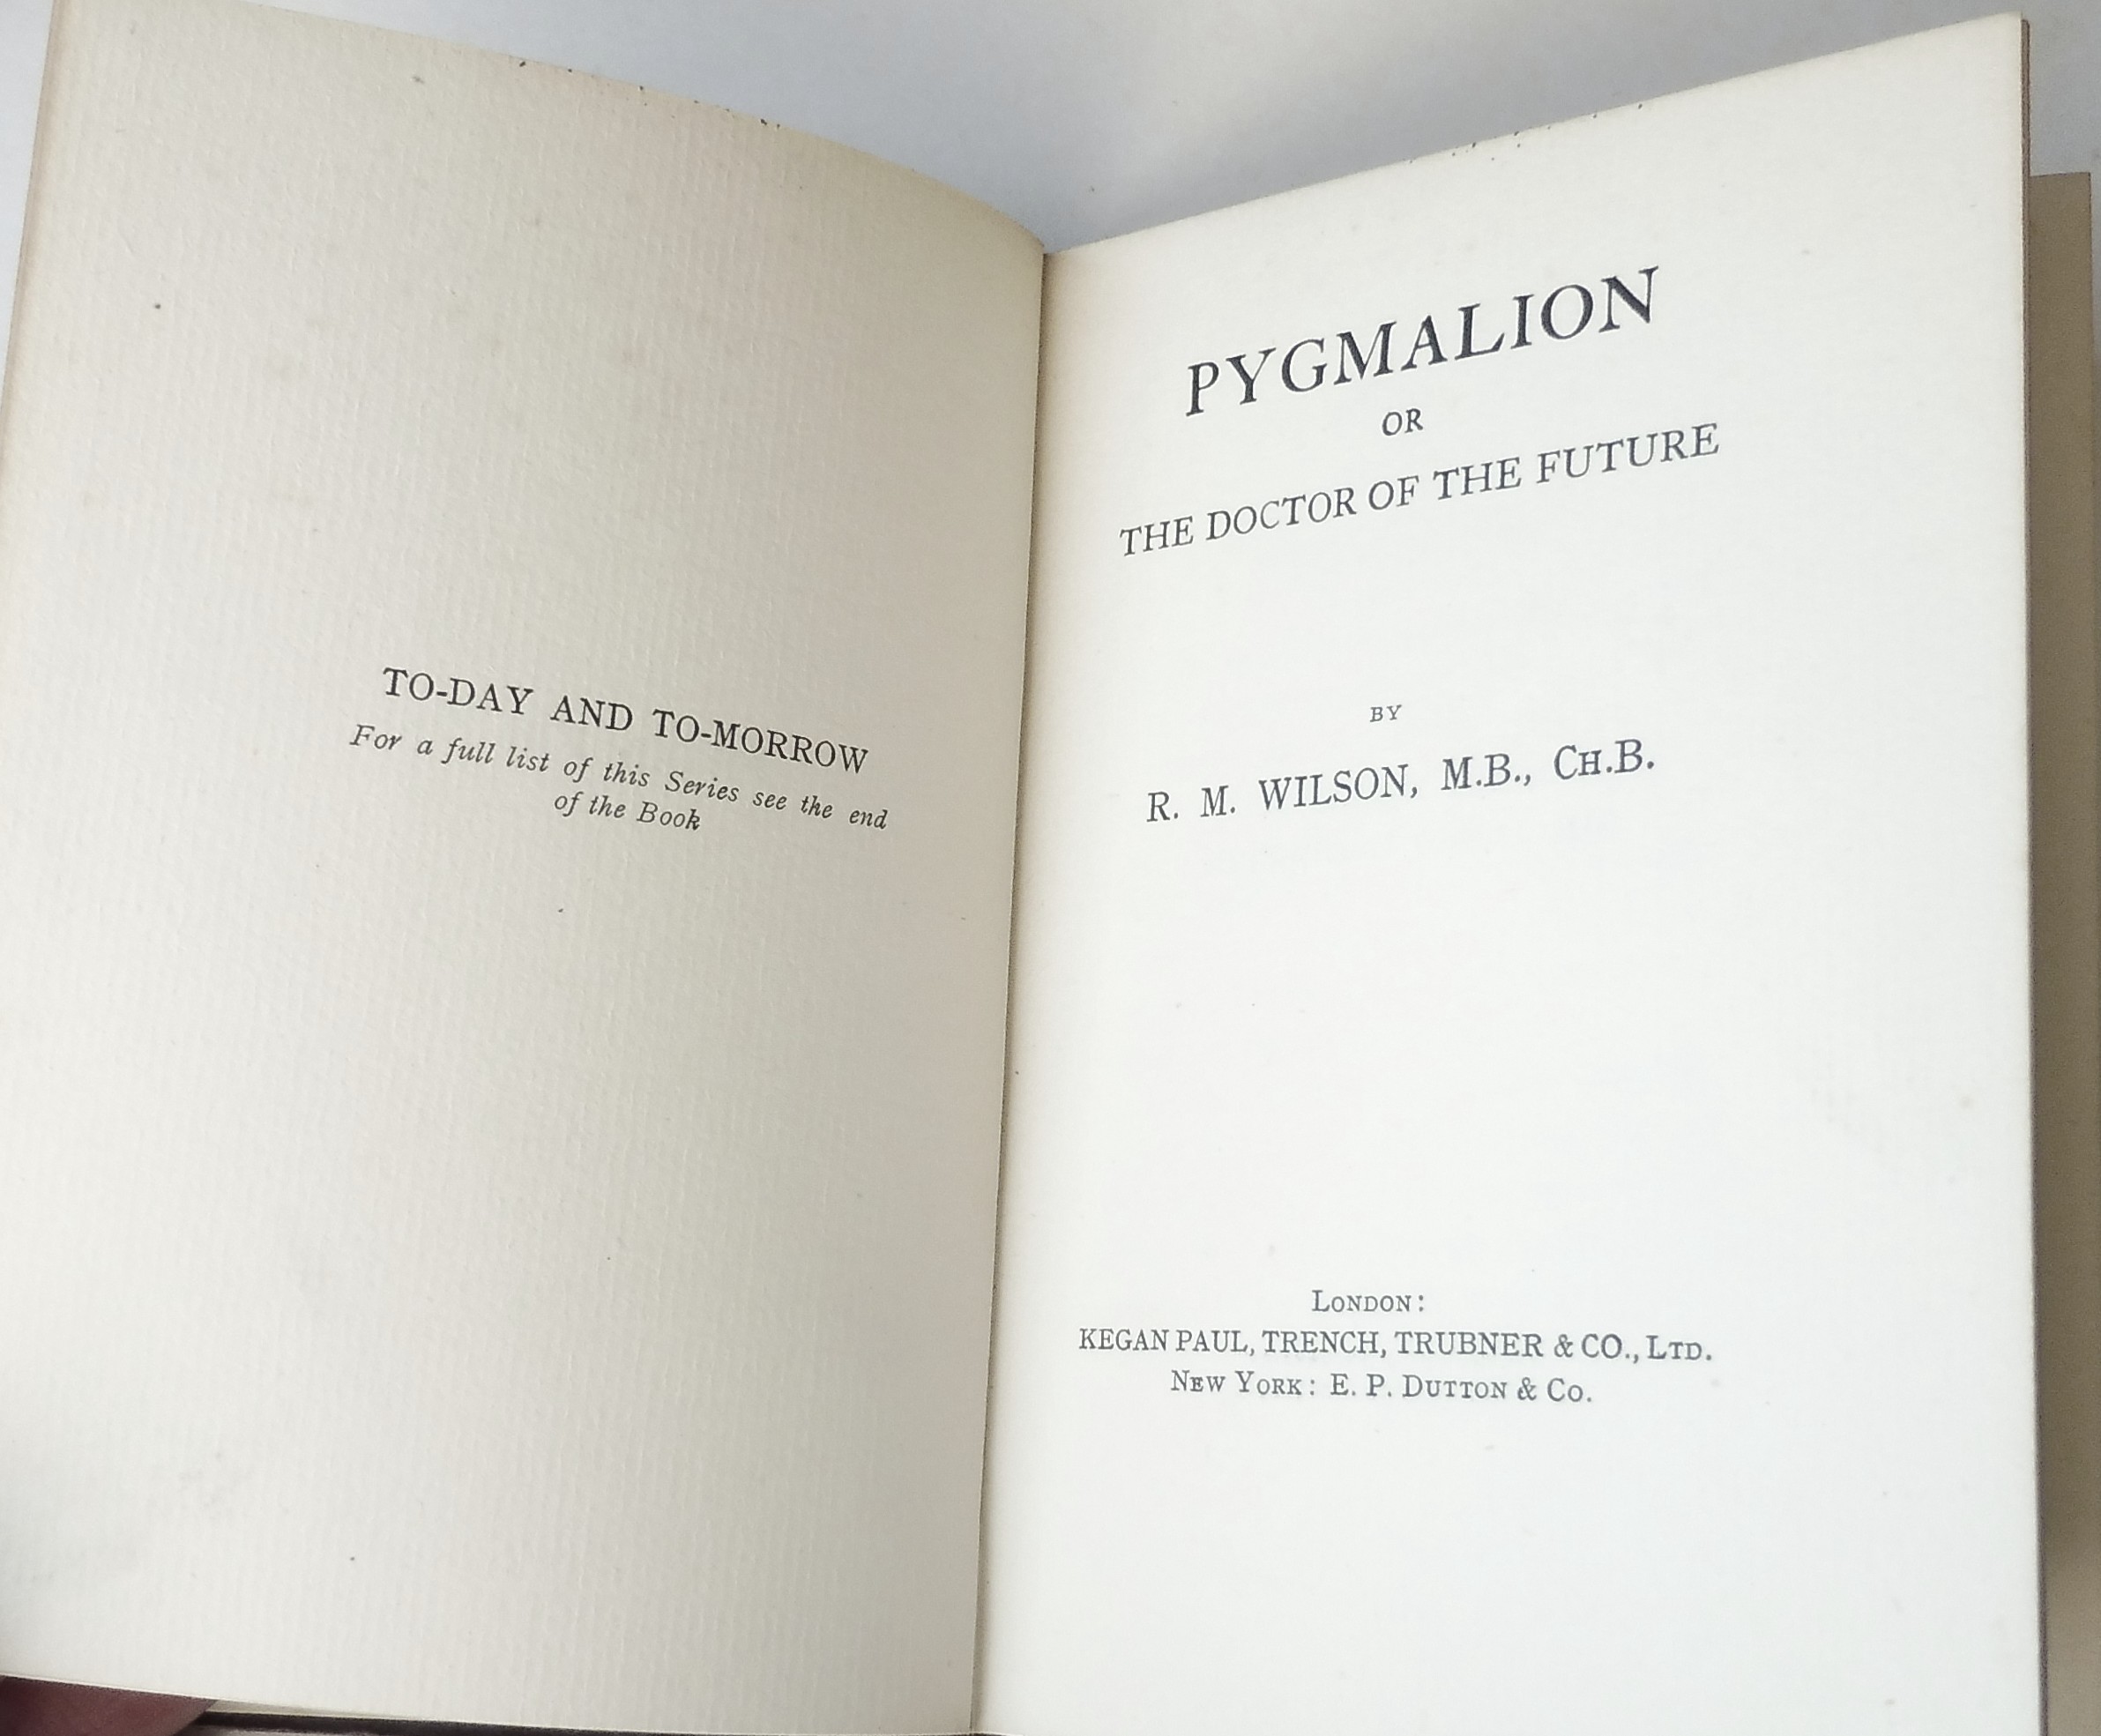 TO-DAY AND TO-MORROW
For a full list of this Series see the end
of the Book
PYGMALION
OR
THE DOCTOR OF THE FUTURE
BY
R. M. WILSON, M.B., CH.B.
LONDON:
KEGAN PAUL, TRENCH, TRUBNER & CO., LTD.
NEW YORK: E. P. DUTTON & CO.